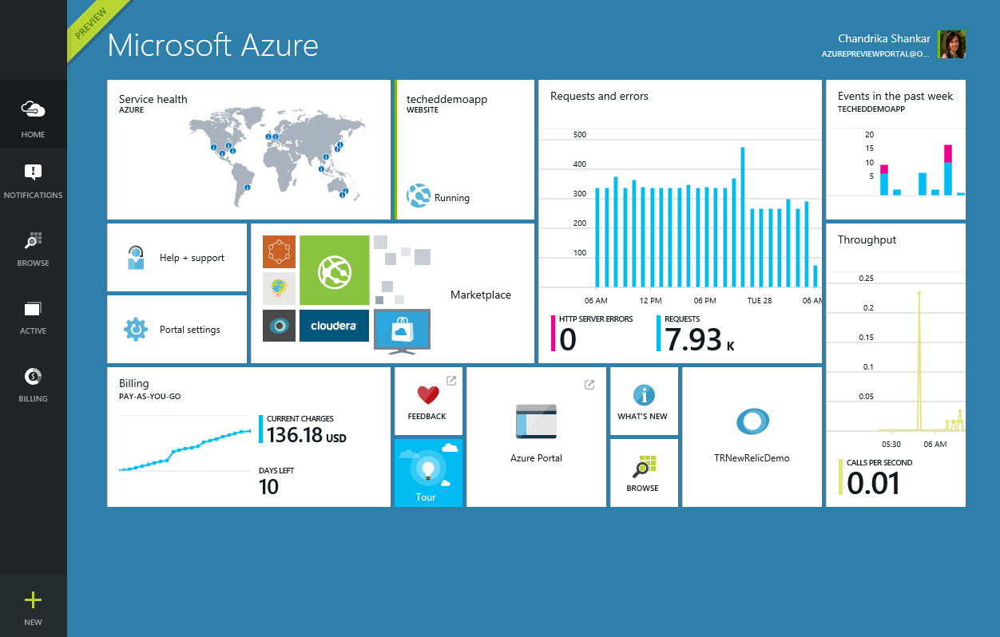 PREVIEW
Microsoft Azure
Chandrika Shankar
AZUREPREVIEWPORTAL@O...
HOME
NOTIFICATIONS
BROWSE
ACTIVE
BILLING
NEW
Service health
AZURE
techeddemoapp
WEBSITE
Running
Requests and errors
500
400
300
200
100
06 AM
12 PM
06 PM
TUE 28
06 AM
HTTP SERVER ERRORS
0
REQUESTS
7.93 K
Events in the past week
TECHEDDEMOAPP
20
15
10
5
Help + support
Portal settings
cloudera
Marketplace
Throughput
0.25
0.2
0.15
0.1
0.05
05:30
06 AM
CALLS PER SECOND
0.01
Billing
PAY-AS-YOU-GO
CURRENT CHARGES
136.18 USD
DAYS LEFT
10
FEEDBACK
Tour
Azure Portal
WHAT'S NEW
BROWSE
TRNewRelicDemo